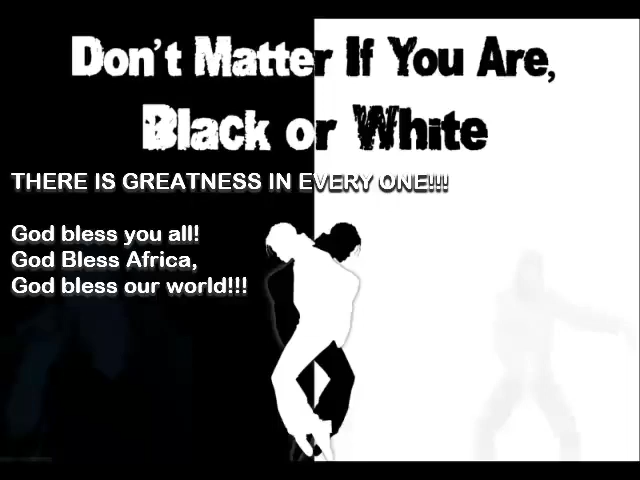 Don't Matter If You Are,
Black or White
THERE IS GREATNESS IN EVERY ONE!!!
God bless you all!
God Bless Africa,
God bless our world!!!